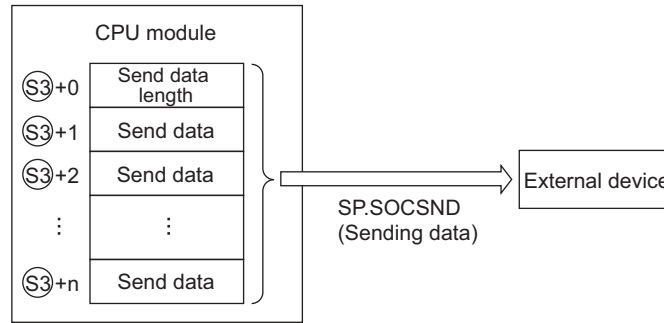 CPU module
S3+0 Send data
length
S3+1 Send data
S3+2 Send data
⋮ ⋮
S3+n Send data
SP.SOCSND
(Sending data)
External device